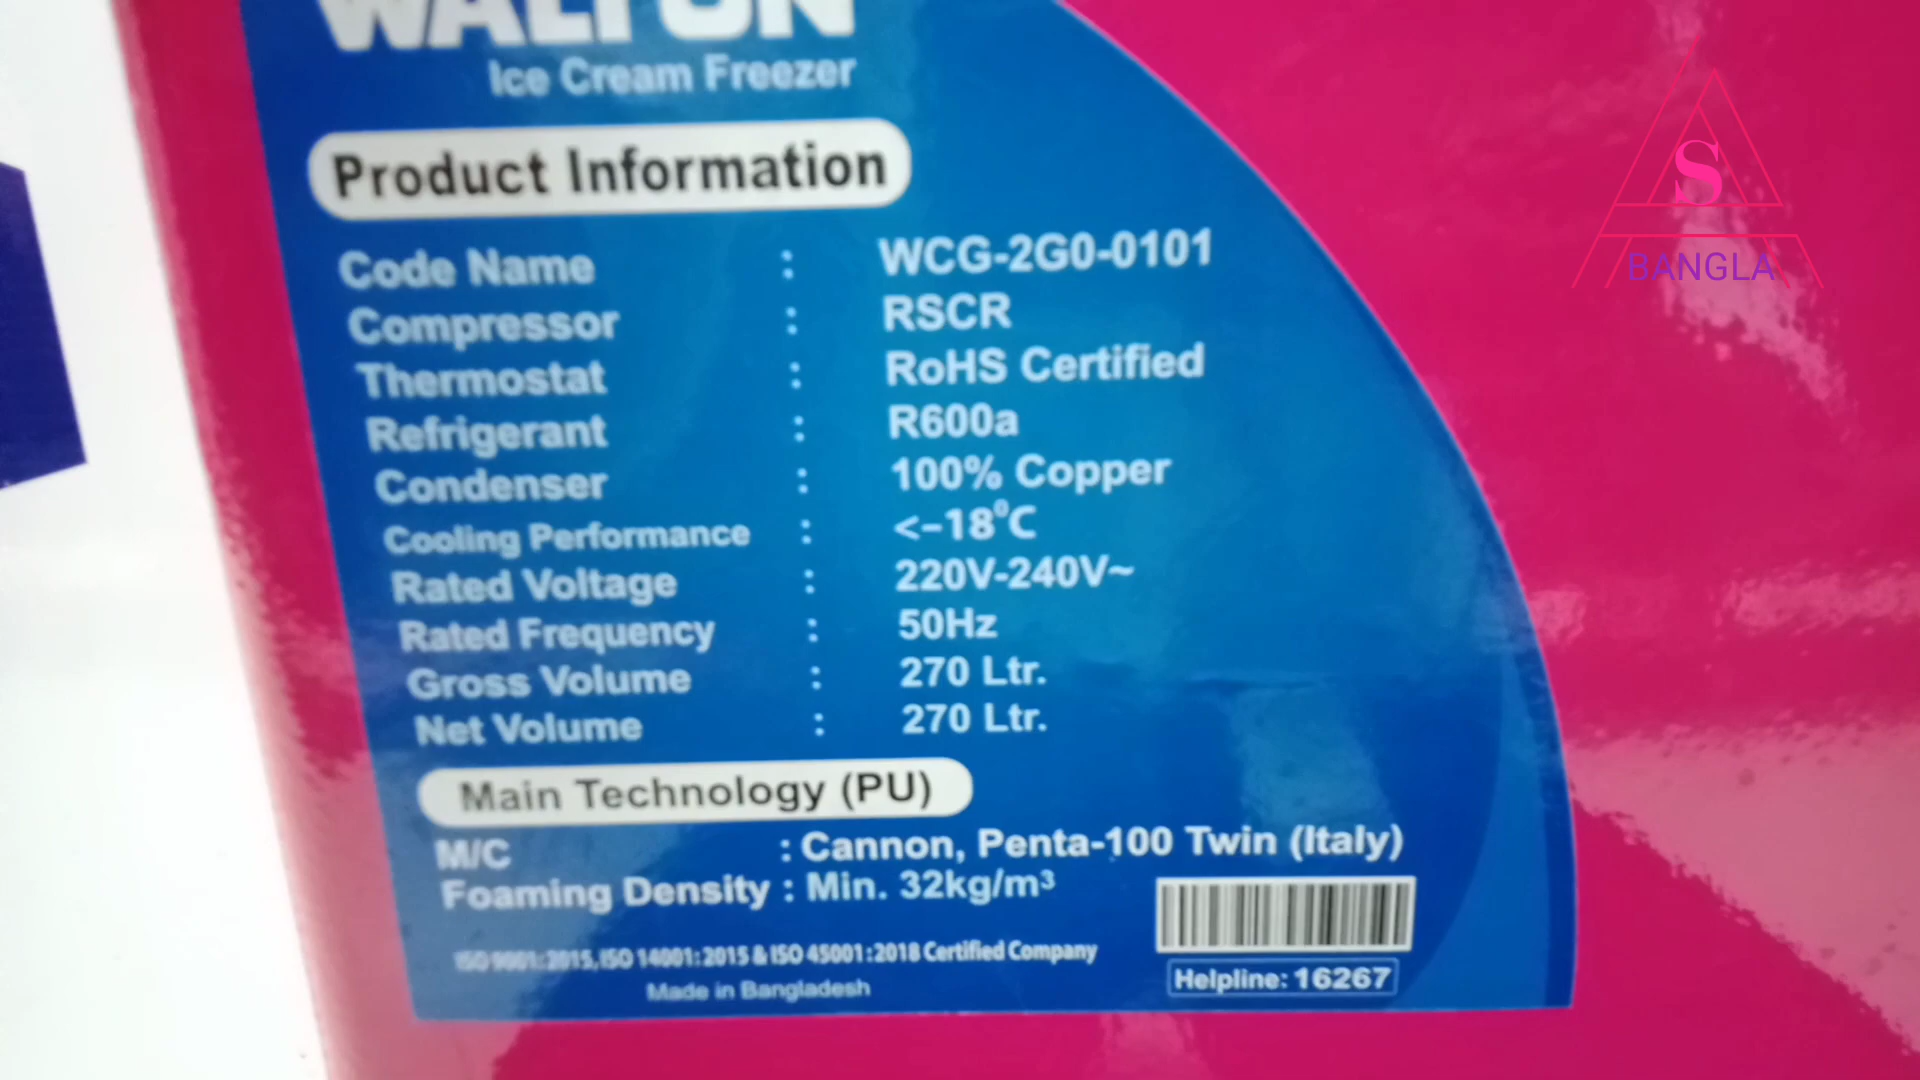 WALTON
Ice Cream Freezer
Product Information
Code Name : WCG-2G0-0101
Compressor : RSCR
Thermostat : RoHS Certified
Refrigerant : R600a
Condenser : 100% Copper
Cooling Performance : <–18⁰C
Rated Voltage : 220V-240V~
Rated Frequency : 50Hz
Gross Volume : 270 Ltr.
Net Volume : 270 Ltr.
Main Technology (PU)
M/C : Cannon, Penta-100 Twin (Italy)
Foaming Density : Min. 32kg/m³
ISO 9001:2015, ISO 14001:2015 & ISO 45001:2018 Certified Company
Made in Bangladesh
Helpline: 16267
S
BANGLA